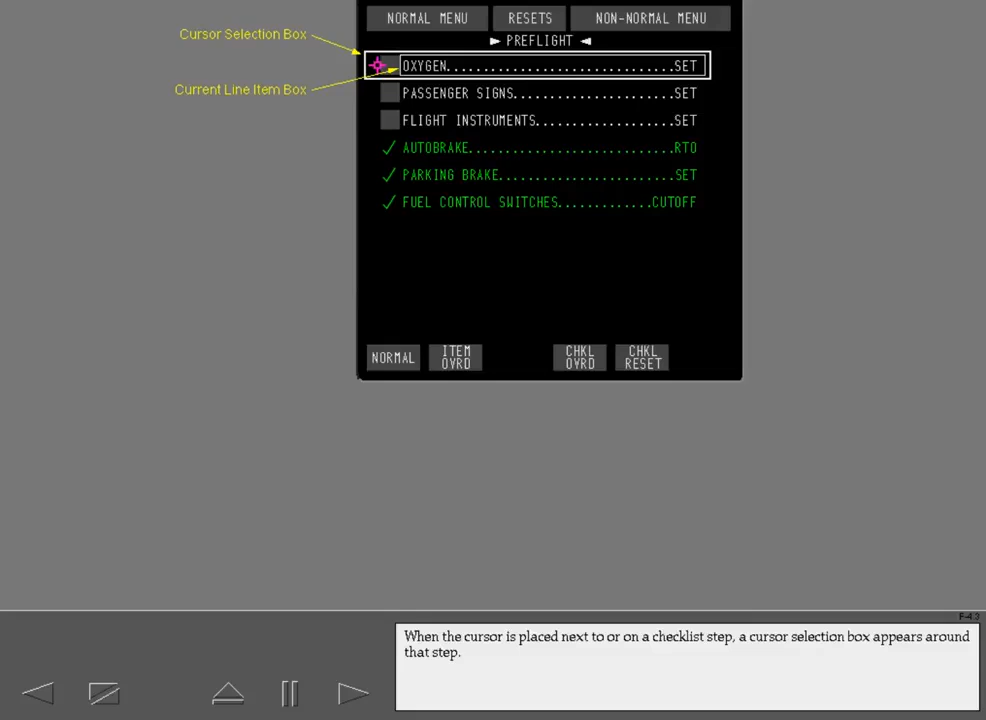 NORMAL MENU
RESETS
NON-NORMAL MENU
Cursor Selection Box
► PREFLIGHT ◄
OXYGEN..............................SET
Current Line Item Box
PASSENGER SIGNS.....................SET
FLIGHT INSTRUMENTS..................SET
✓ AUTOBRAKE...........................RTO
✓ PARKING BRAKE.......................SET
✓ FUEL CONTROL SWITCHES............CUTOFF
NORMAL
ITEM
OVRD
CHKL
OVRD
CHKL
RESET
F-4.3
When the cursor is placed next to or on a checklist step, a cursor selection box appears around
that step.